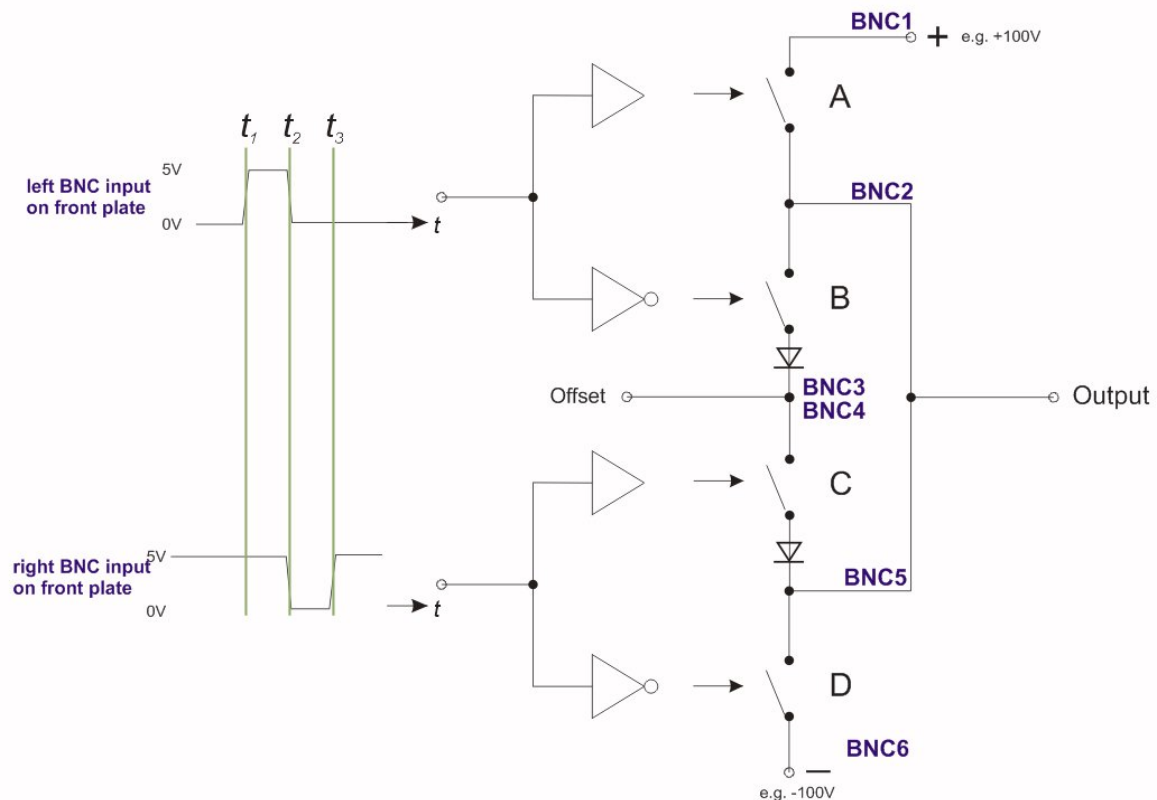 BNC1
+ e.g. +100V
A
t1 t2 t3
5V
left BNC input
on front plate
0V
t
BNC2
B
Offset
BNC3
BNC4
Output
C
5V
right BNC input
on front plate
0V
t
BNC5
D
BNC6
−
e.g. -100V